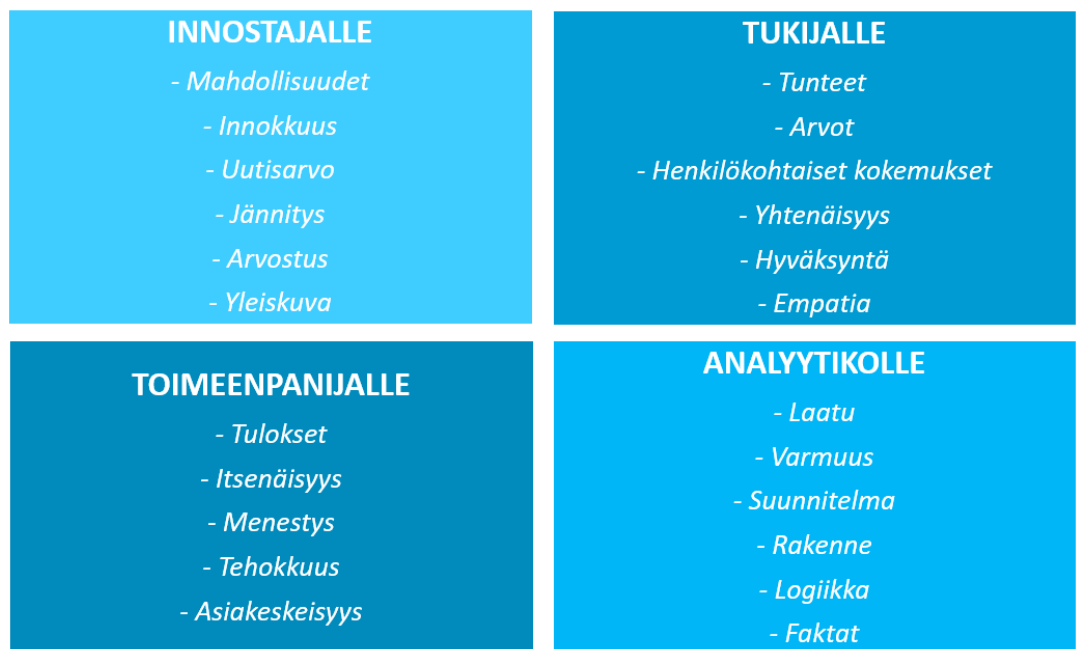 INNOSTAJALLE
- Mahdollisuudet
- Innokkuus
- Uutisarvo
- Jännitys
- Arvostus
- Yleiskuva
TUKIJALLE
- Tunteet
- Arvot
- Henkilökohtaiset kokemukset
- Yhtenäisyys
- Hyväksyntä
- Empatia
TOIMEENPANIJALLE
- Tulokset
- Itsenäisyys
- Menestys
- Tehokkuus
- Asiakeskeisyys
ANALYYTIKOLLE
- Laatu
- Varmuus
- Suunnitelma
- Rakenne
- Logiikka
- Faktat